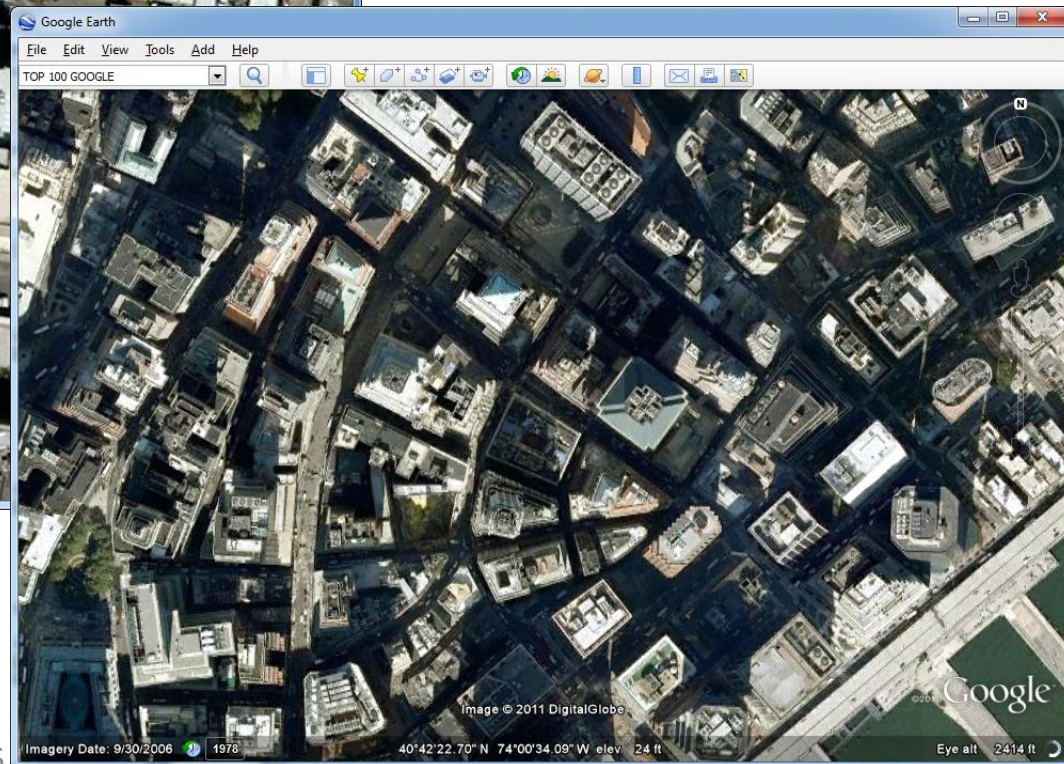 Google Earth
File Edit View Tools Add Help
TOP 100 GOOGLE
N
Image © 2011 DigitalGlobe
Google
Imagery Date: 9/30/2006 1978 40°42'22.70" N 74°00'34.09" W elev 24 ft Eye alt 2414 ft